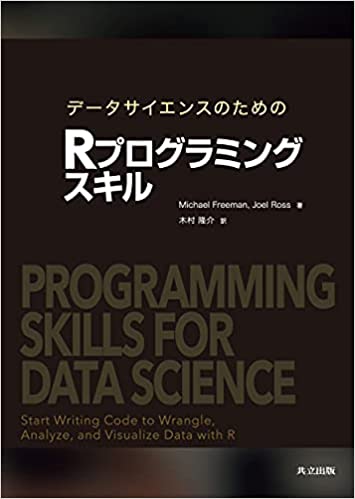 データサイエンスのための
Rプログラミング
スキル
Michael Freeman, Joel Ross 著
木村 隆介 訳
PROGRAMMING
SKILLS FOR
DATA SCIENCE
Start Writing Code to Wrangle,
Analyze, and Visualize Data with R
共立出版